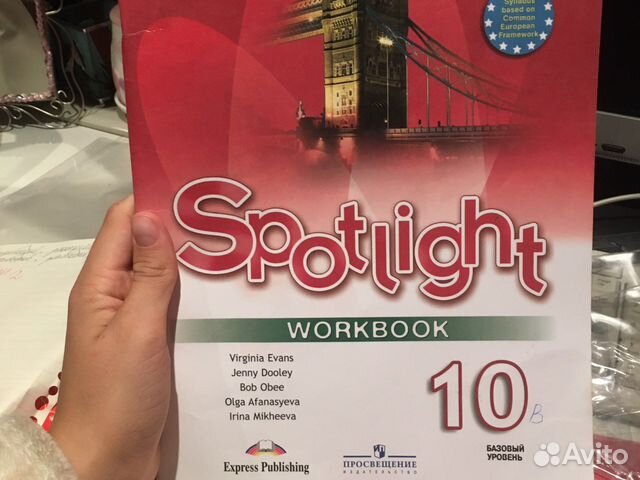 Syllabus
based on
Common
European
Framework
Spotlight
WORKBOOK
Virginia Evans
Jenny Dooley
Bob Obee
Olga Afanasyeva
Irina Mikheeva
10
В
БАЗОВЫЙ
УРОВЕНЬ
Express Publishing
ПРОСВЕЩЕНИЕ
Avito